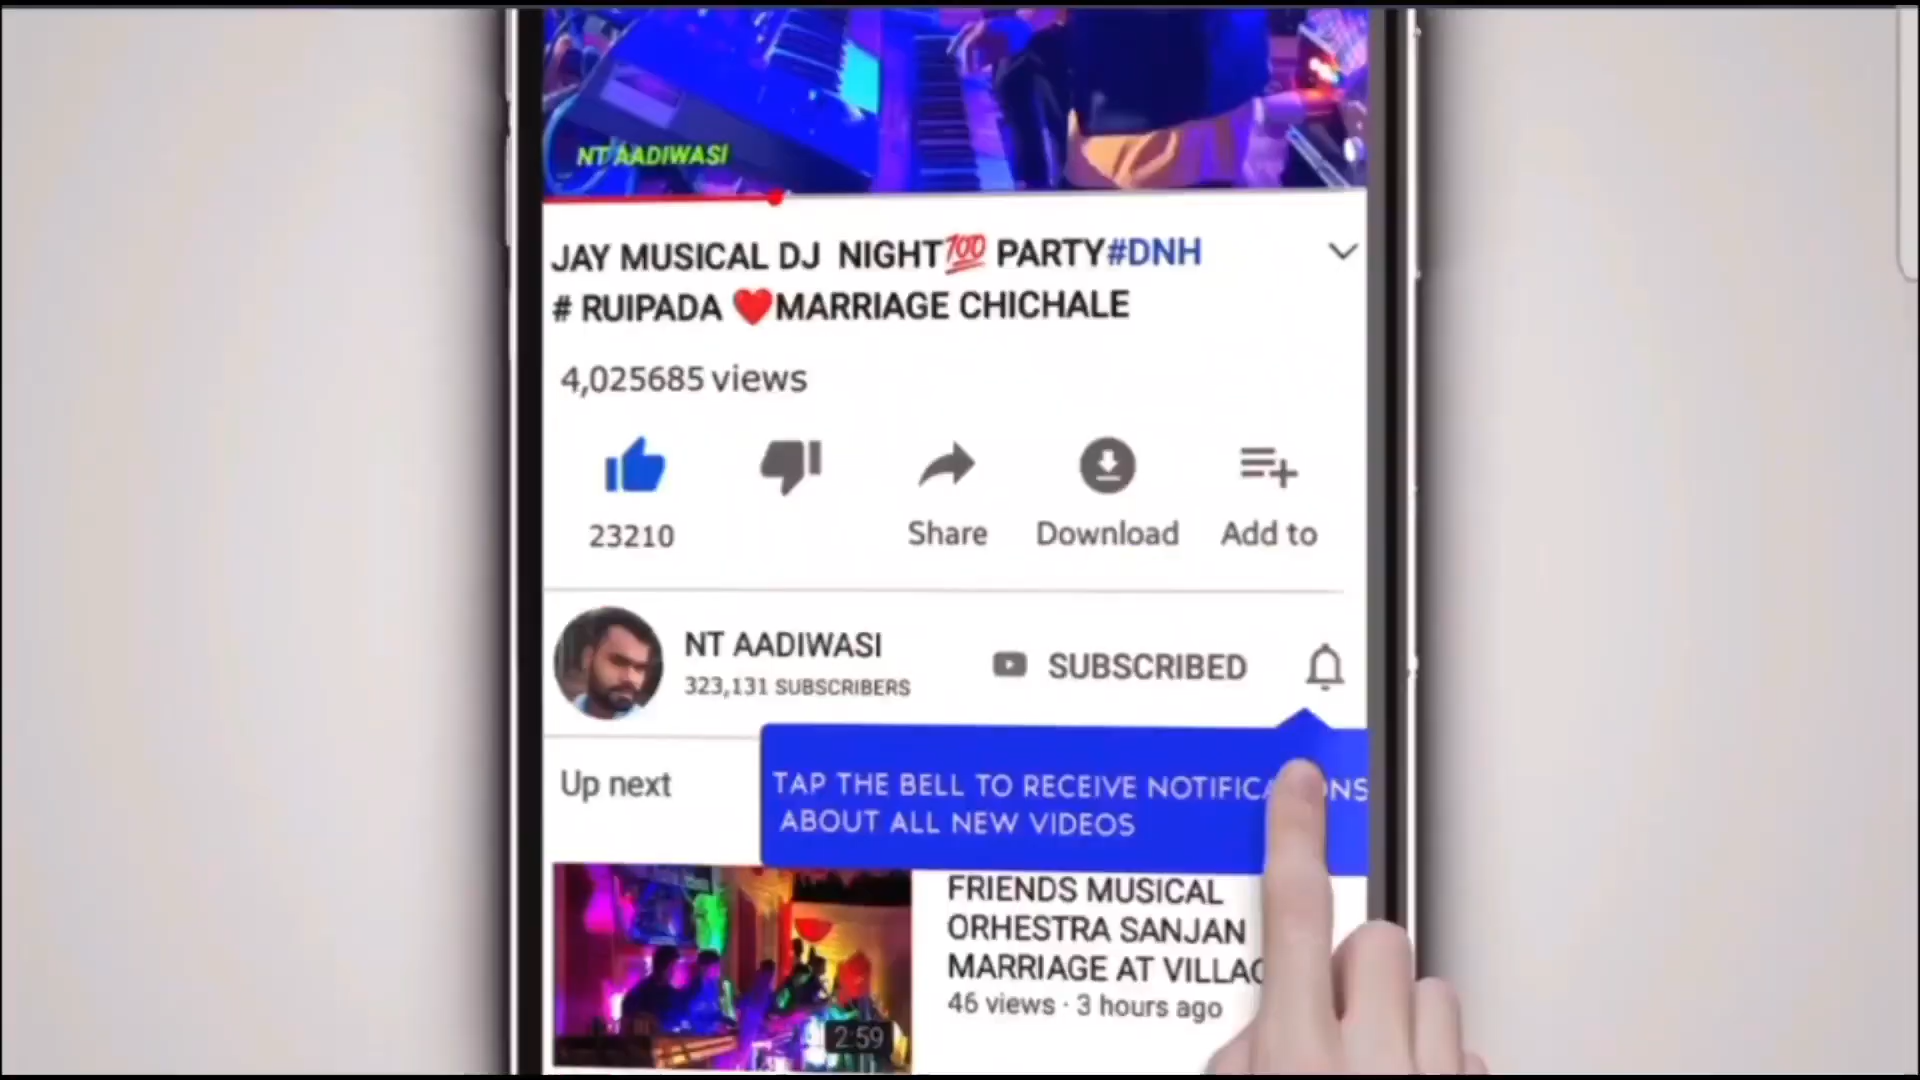 NT AADIWASI
JAY MUSICAL DJ NIGHT💯 PARTY#DNH
# RUIPADA ❤️MARRIAGE CHICHALE
4,025685 views
23210
Share
Download
Add to
NT AADIWASI
323,131 SUBSCRIBERS
SUBSCRIBED
Up next
TAP THE BELL TO RECEIVE
ABOUT ALL NEW VIDEOS
FRIENDS MUSICAL
ORHESTRA SANJAN
MARRIAGE AT
46 views · 3 hours ago
2:59